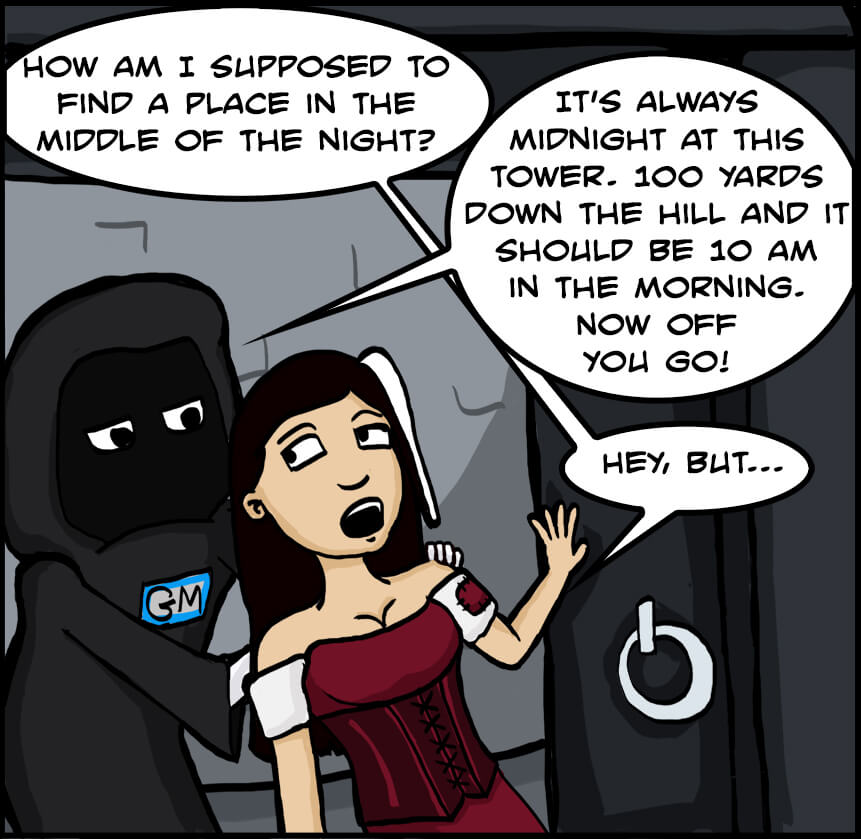 HOW AM I SUPPOSED TO
FIND A PLACE IN THE
MIDDLE OF THE NIGHT?
IT'S ALWAYS
MIDNIGHT AT THIS
TOWER. 100 YARDS
DOWN THE HILL AND IT
SHOULD BE 10 AM
IN THE MORNING.
NOW OFF
YOU GO!
HEY, BUT...
GM